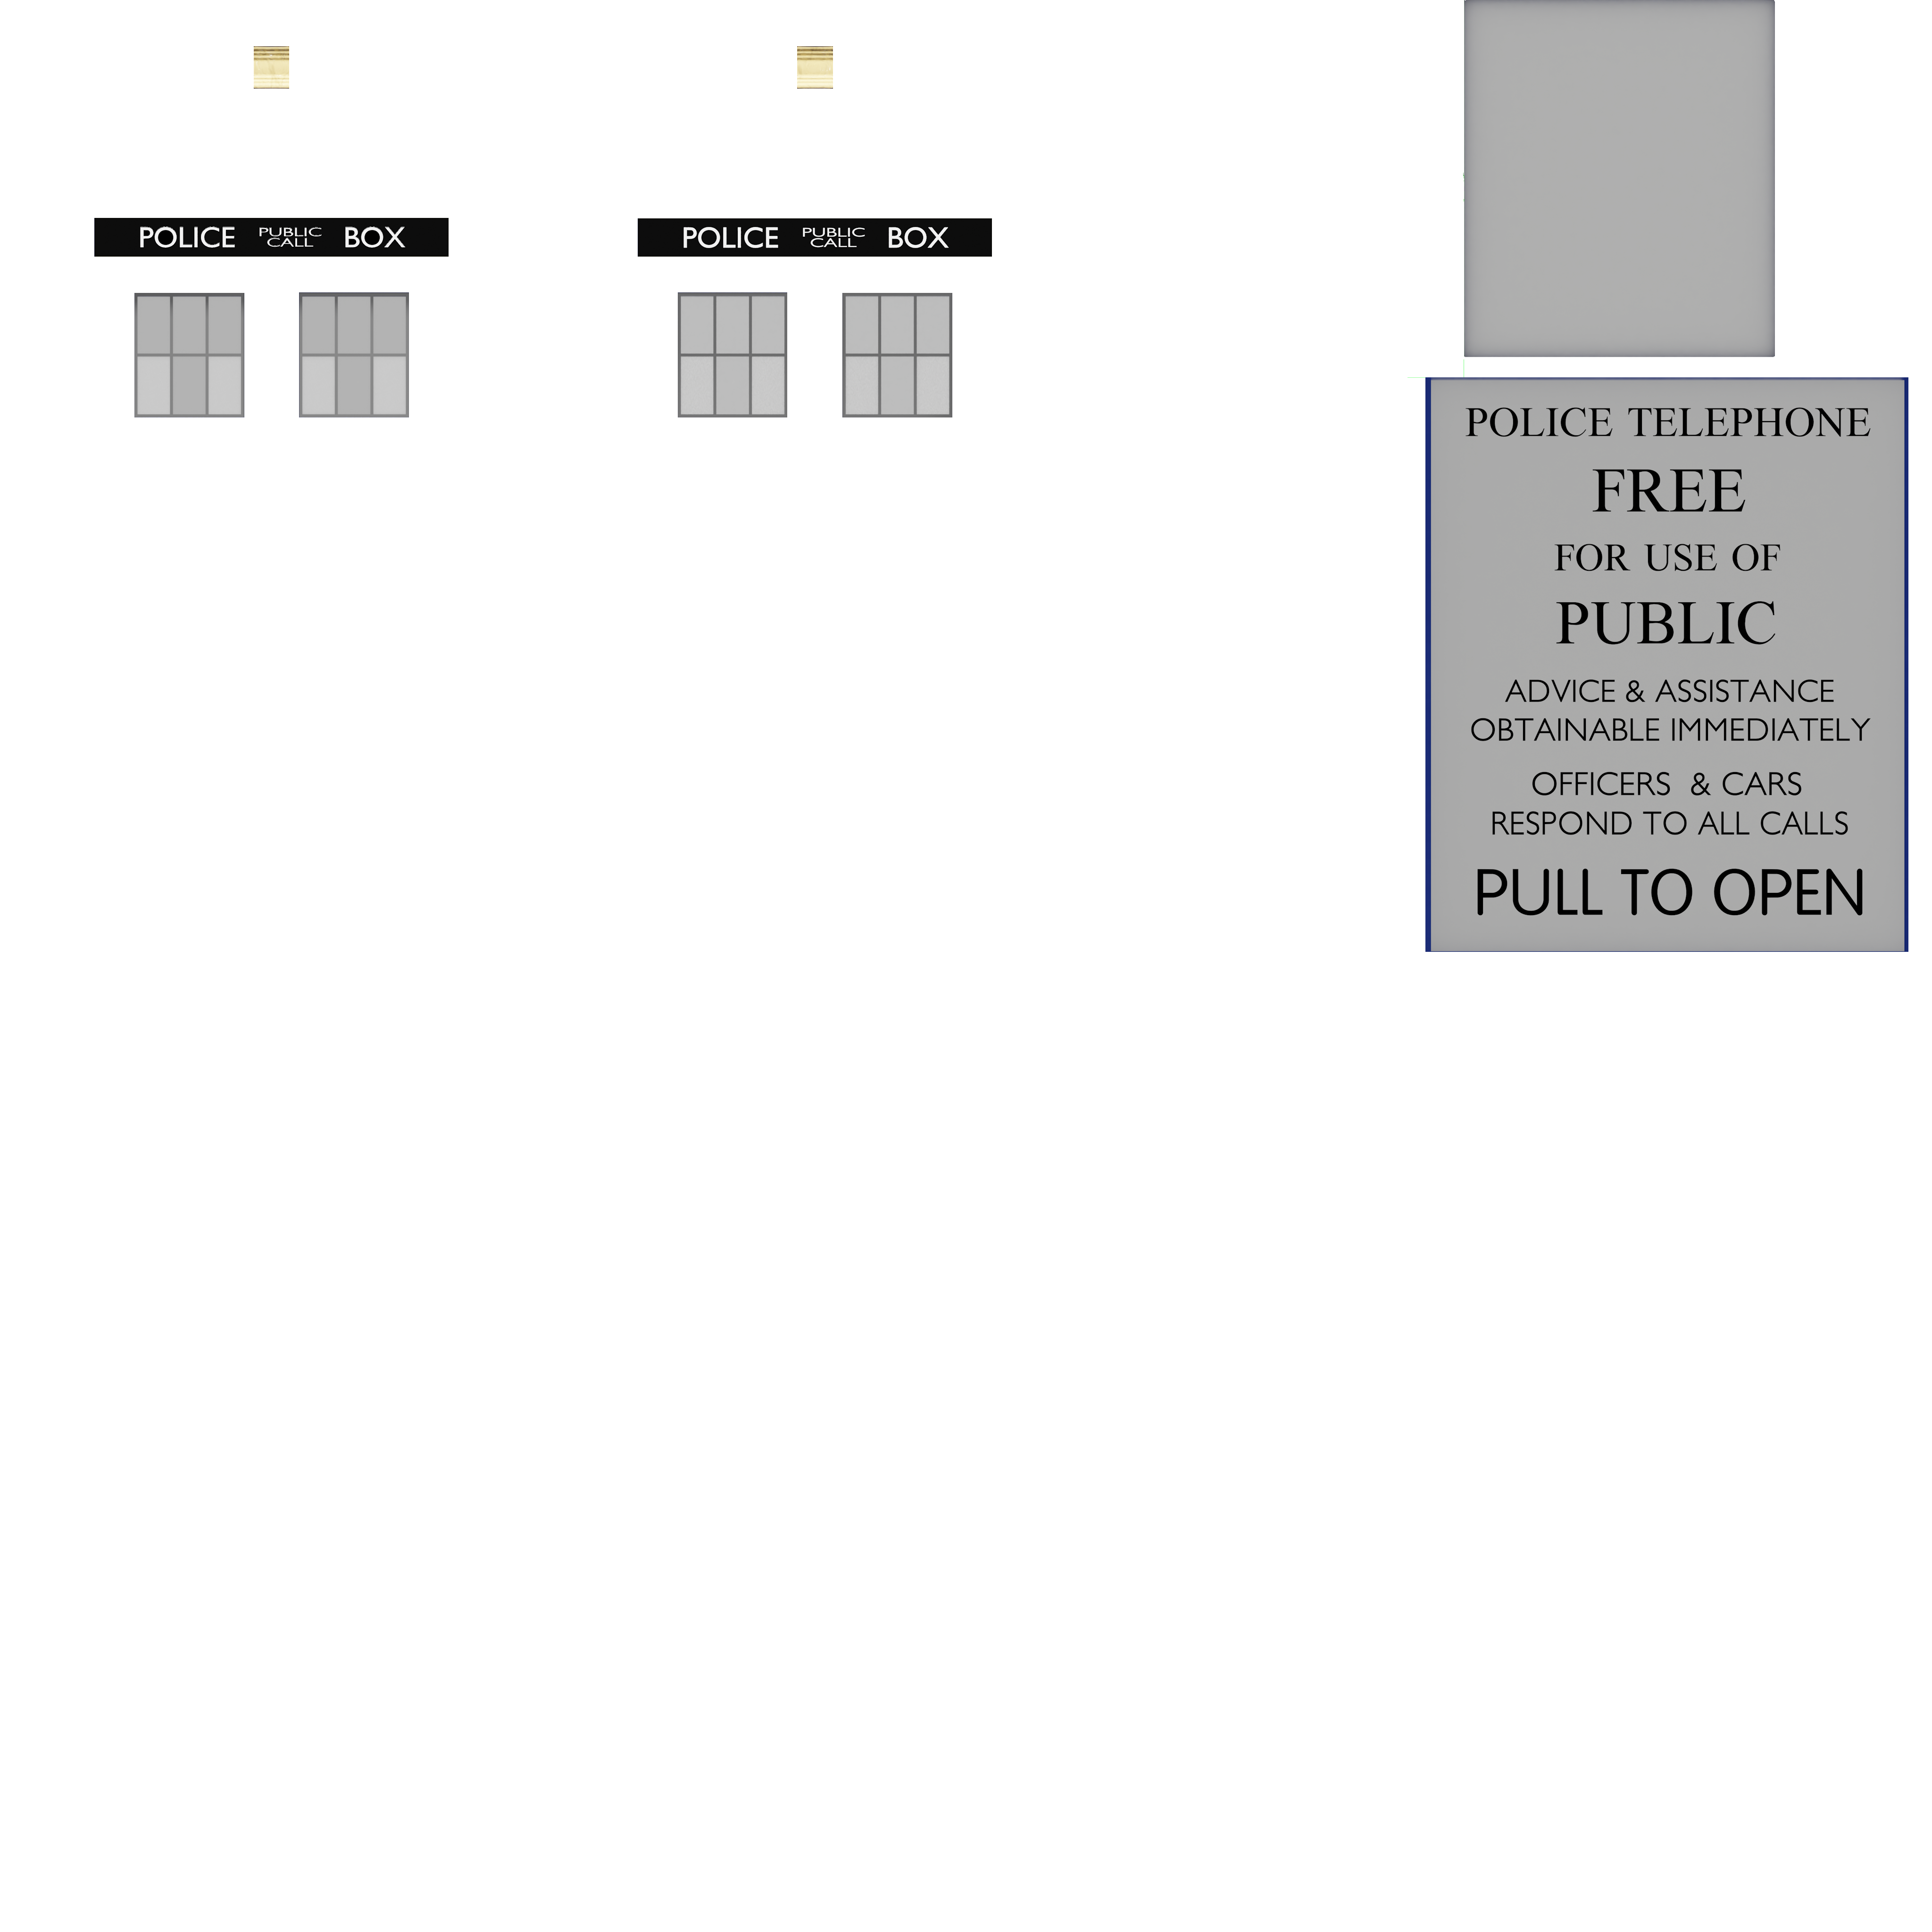 POLICE PUBLIC CALL BOX
POLICE PUBLIC CALL BOX
POLICE TELEPHONE
FREE
FOR USE OF
PUBLIC
ADVICE & ASSISTANCE
OBTAINABLE IMMEDIATELY
OFFICERS & CARS
RESPOND TO ALL CALLS
PULL TO OPEN